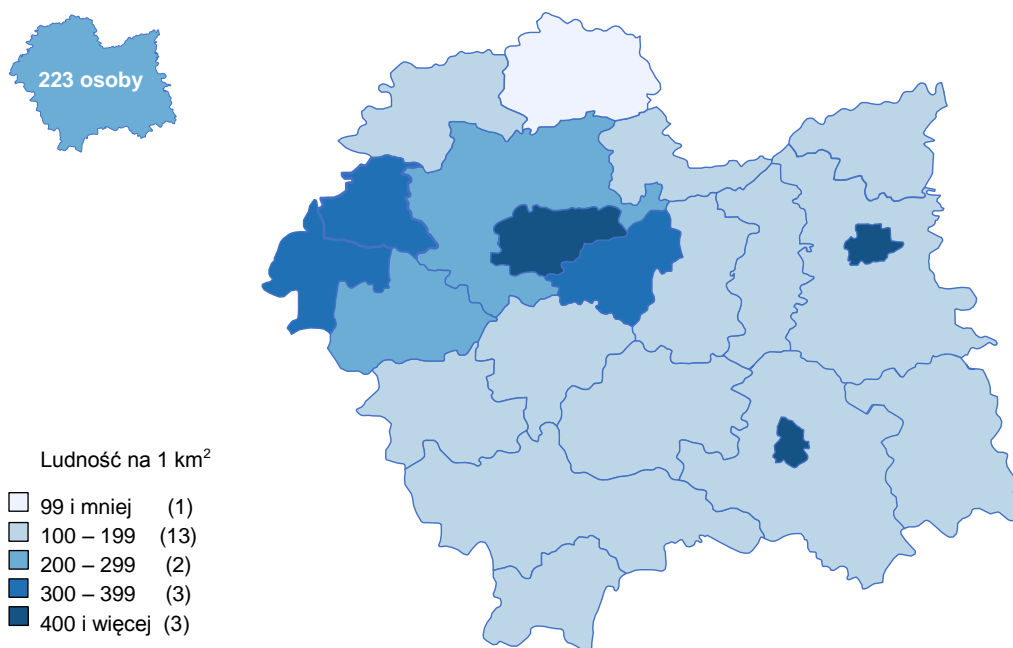 223 osoby
Ludność na 1 km²
99 i mniej (1)
100 – 199 (13)
200 – 299 (2)
300 – 399 (3)
400 i więcej (3)